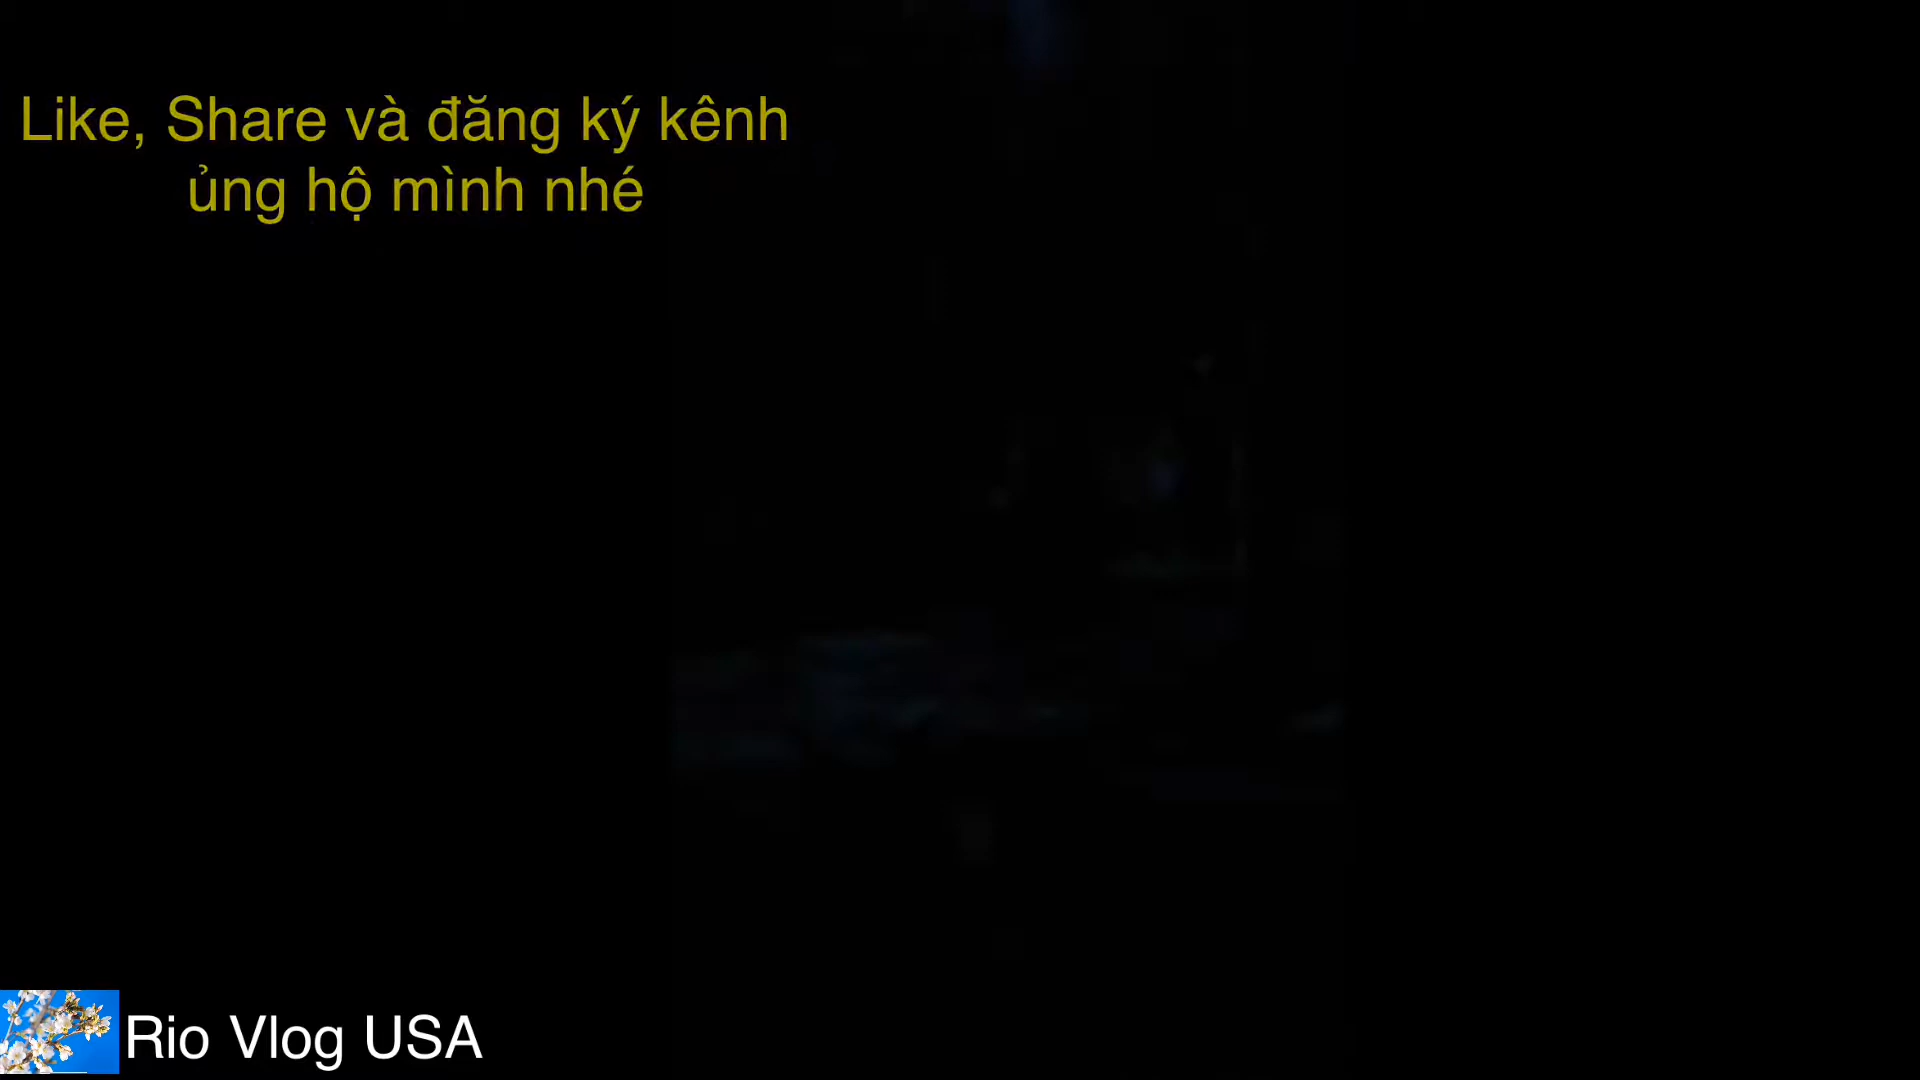 Like, Share và đăng ký kênh
ủng hộ mình nhé
Rio Vlog USA